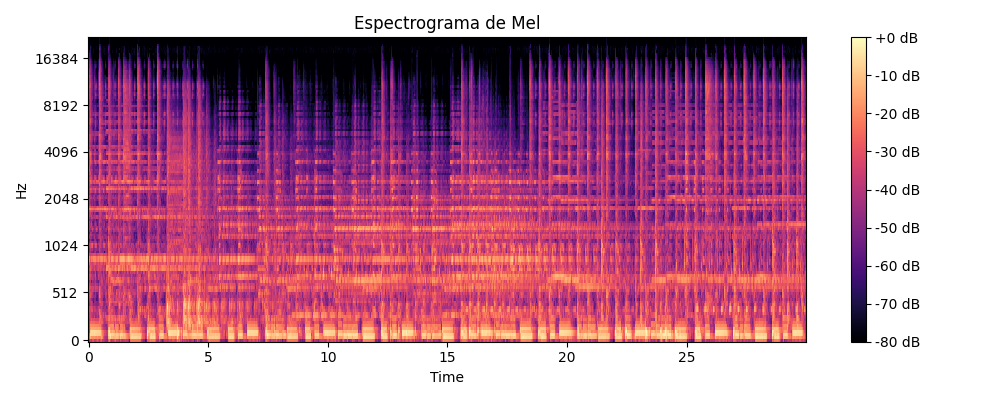 Espectrograma de Mel
Hz
16384
8192
4096
2048
1024
512
0
0 5 10 15 20 25
Time
+0 dB
-10 dB
-20 dB
-30 dB
-40 dB
-50 dB
-60 dB
-70 dB
-80 dB